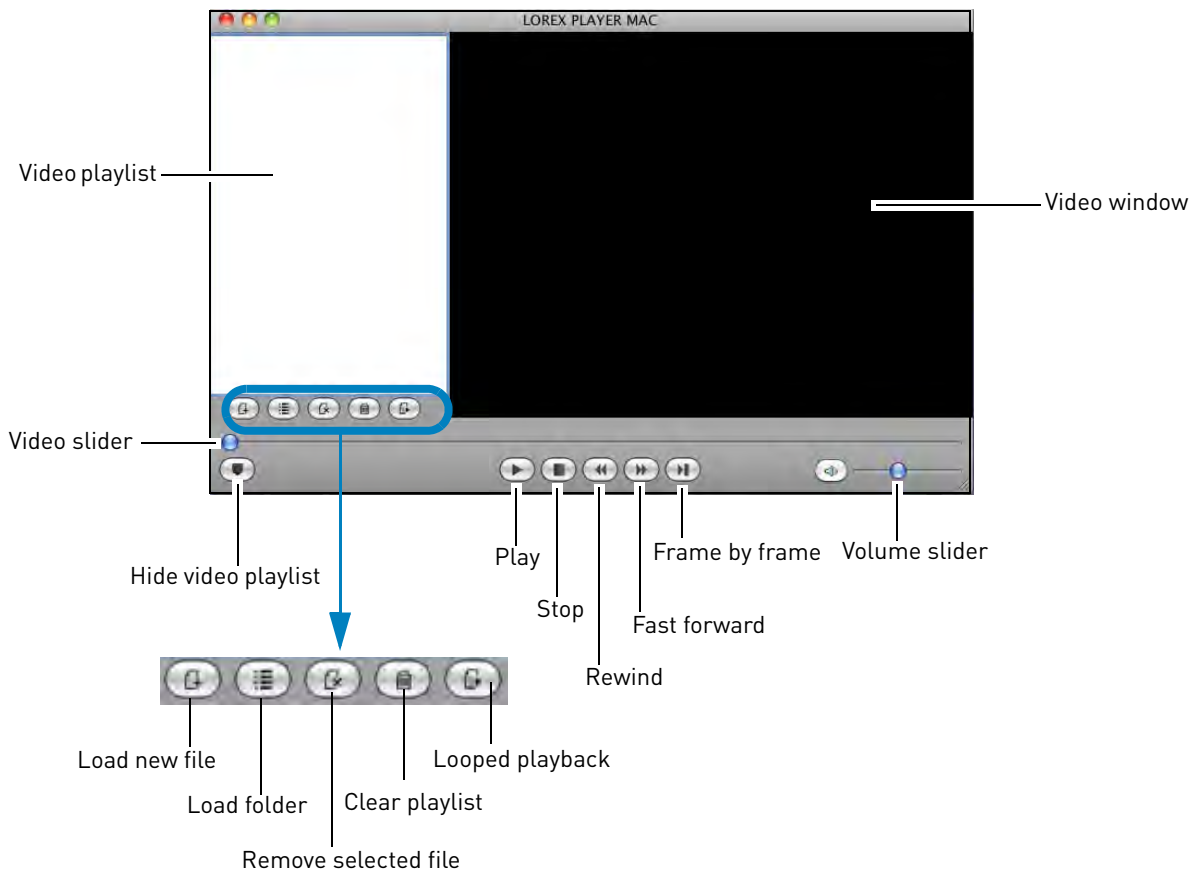 LOREX PLAYER MAC
Video playlist
Video window
Video slider
Play
Frame by frame
Volume slider
Hide video playlist
Stop
Fast forward
Rewind
Load new file
Looped playback
Load folder
Clear playlist
Remove selected file